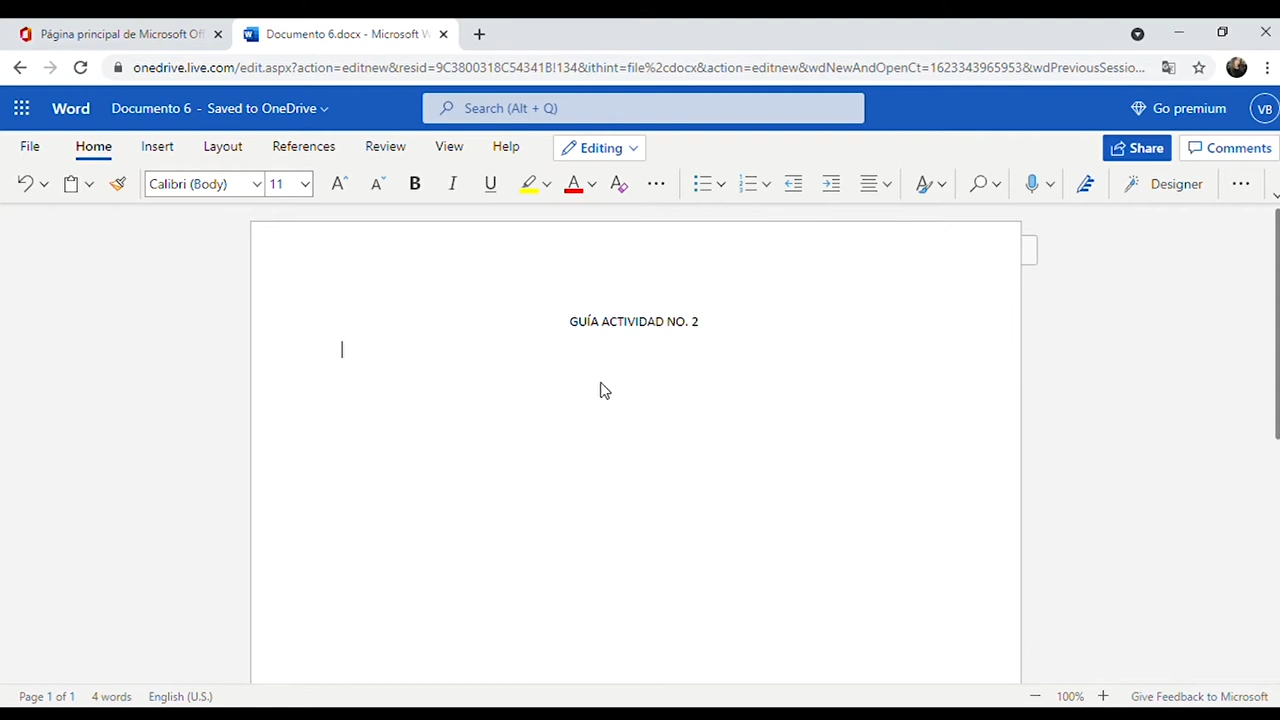 Página principal de Microsoft Off
Documento 6.docx - Microsoft W
onedrive.live.com/edit.aspx?action=editnew&resid=9C3800318C54341B!134&ithint=file%2cdocx&action=editnew&wdNewAndOpenCt=1623343965953&wdPreviousSessio...
Word
Documento 6 - Saved to OneDrive
Search (Alt + Q)
Go premium
VB
File
Home
Insert
Layout
References
Review
View
Help
Editing
Share
Comments
Calibri (Body)
11
Designer
GUÍA ACTIVIDAD NO. 2
Page 1 of 1
4 words
English (U.S.)
100%
Give Feedback to Microsoft